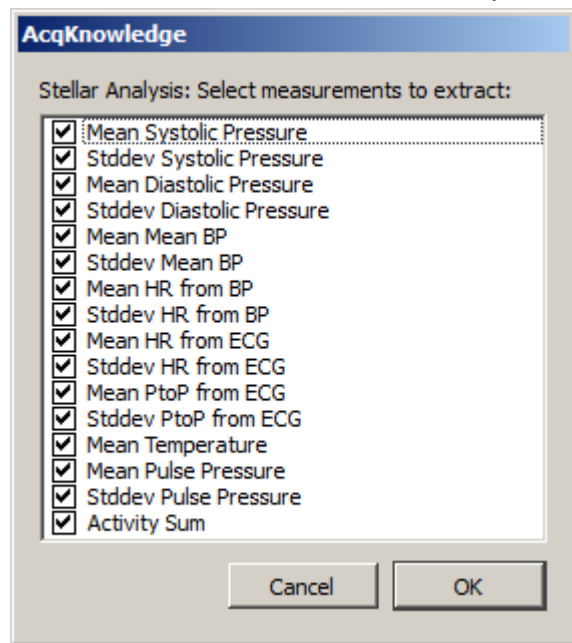 AcqKnowledge
Stellar Analysis: Select measurements to extract:
Mean Systolic Pressure
Stddev Systolic Pressure
Mean Diastolic Pressure
Stddev Diastolic Pressure
Mean Mean BP
Stddev Mean BP
Mean HR from BP
Stddev HR from BP
Mean HR from ECG
Stddev HR from ECG
Mean PtoP from ECG
Stddev PtoP from ECG
Mean Temperature
Mean Pulse Pressure
Stddev Pulse Pressure
Activity Sum
Cancel OK